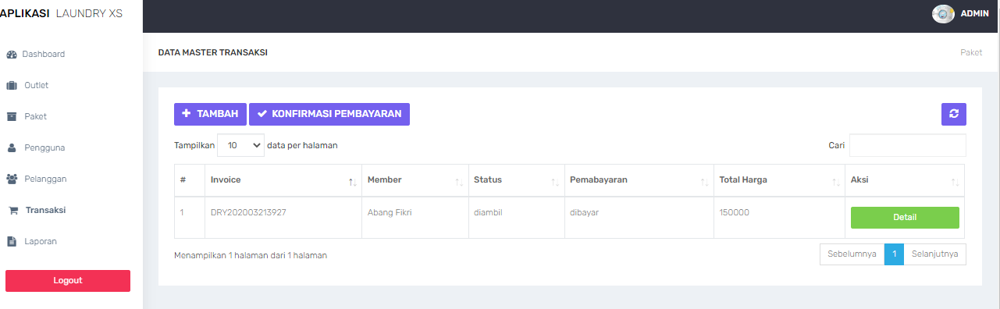 APLIKASI LAUNDRY XS
ADMIN
Dashboard
Outlet
Paket
Pengguna
Pelanggan
Transaksi
Laporan
Logout
DATA MASTER TRANSAKSI
Paket
TAMBAH
KONFIRMASI PEMBAYARAN
Tampilkan 10 data per halaman
Cari
# Invoice Member Status Pemabayaran Total Harga Aksi
1 DRY202003213927 Abang Fikri diambil dibayar 150000 Detail
Menampilkan 1 halaman dari 1 halaman
Sebelumnya 1 Selanjutnya